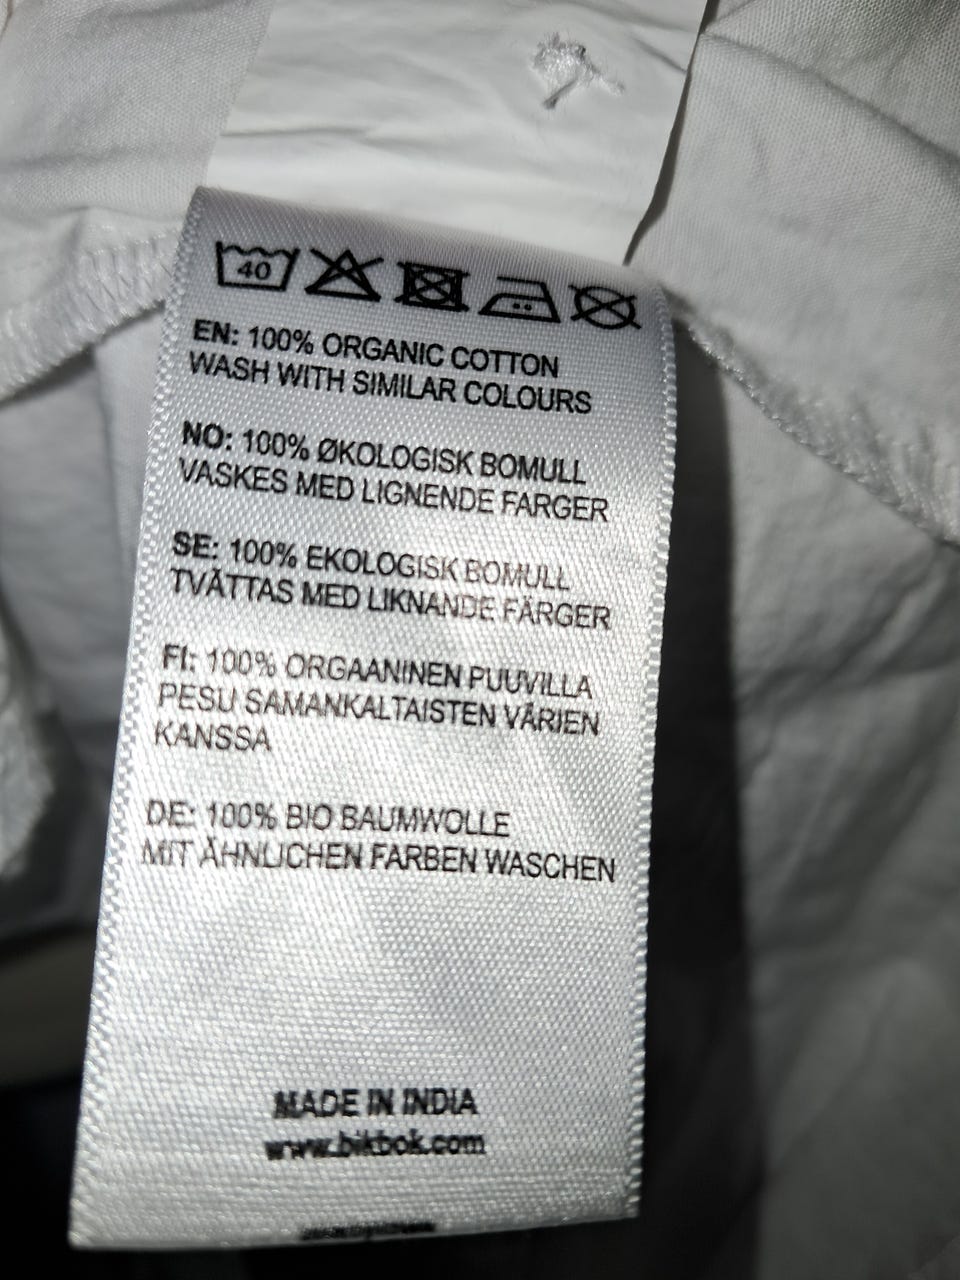 40
EN: 100% ORGANIC COTTON
WASH WITH SIMILAR COLOURS
NO: 100% ØKOLOGISK BOMULL
VASKES MED LIGNENDE FARGER
SE: 100% EKOLOGISK BOMULL
TVÄTTAS MED LIKNANDE FÄRGER
FI: 100% ORGAANINEN PUUVILLA
PESU SAMANKALTAISTEN VÄRIEN
KANSSA
DE: 100% BIO BAUMWOLLE
MIT ÄHNLICHEN FARBEN WASCHEN
MADE IN INDIA
www.bikbok.com